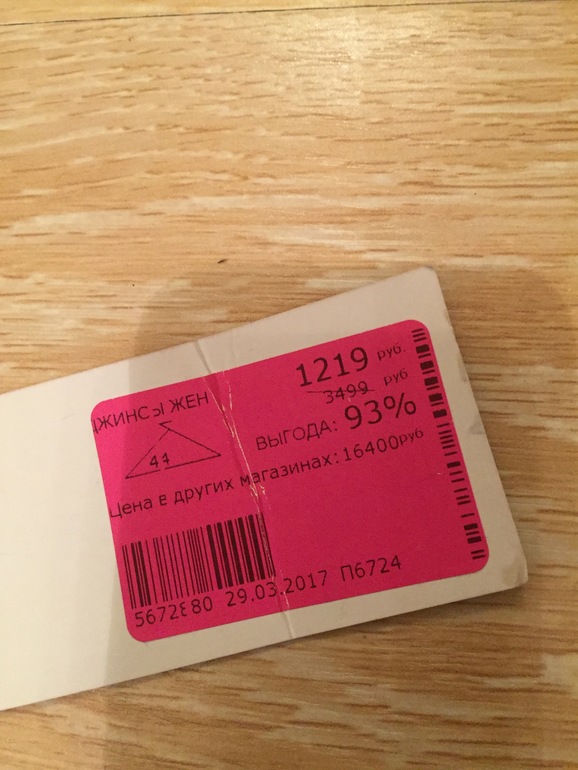 ДЖИНСЫ ЖЕН
44
1219 руб.
3499 руб
ВЫГОДА: 93%
Цена в других магазинах: 16400руб
5672880 29.03.2017 П6724